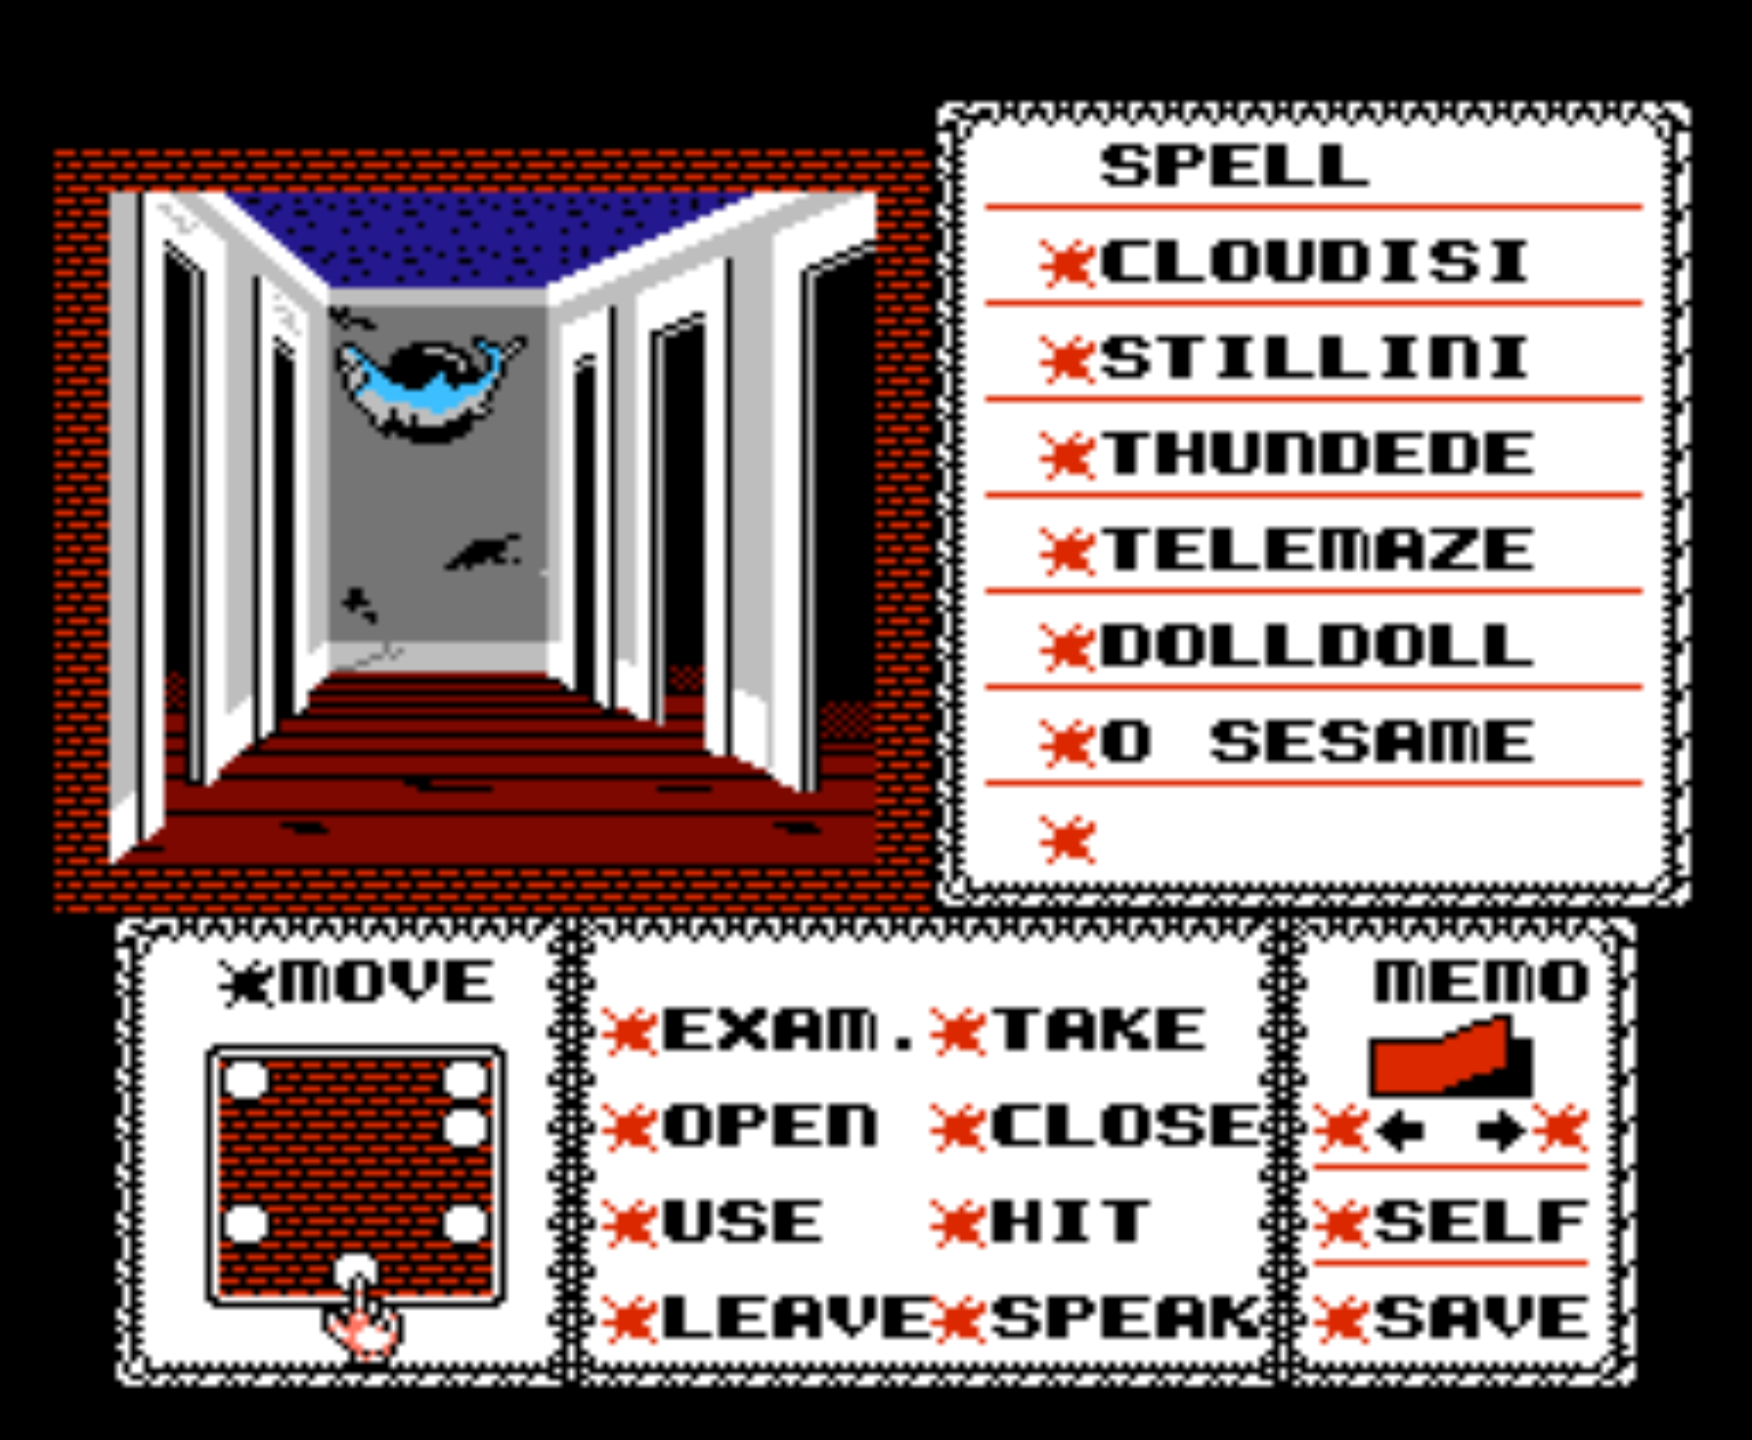 SPELL
CLOUDISI
STILLINI
THUNDEDE
TELEMAZE
DOLLDOLL
O SESAME
MOVE
EXAM. TAKE
OPEN CLOSE
USE HIT
LEAVE SPEAK
MEMO
SELF
SAVE